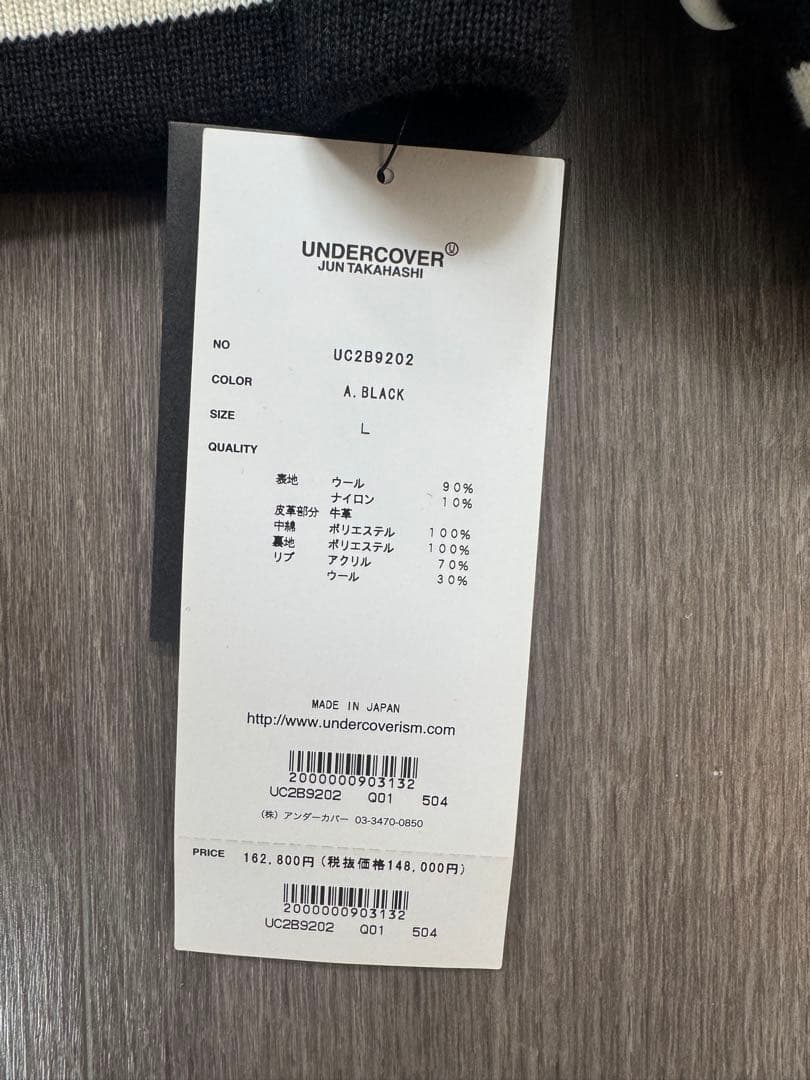 UNDERCOVER Ⓤ
JUN TAKAHASHI
NO UC2B9202
COLOR A.BLACK
SIZE L
QUALITY
表地 ウール 90%
ナイロン 10%
皮革部分 牛革
中綿 ポリエステル 100%
裏地 ポリエステル 100%
リブ アクリル 70%
ウール 30%
MADE IN JAPAN
http://www.undercoverism.com
2000000903132
UC2B9202 Q01 504
(株) アンダーカバー 03-3470-0850
PRICE 162,800円(税抜価格148,000円)
2000000903132
UC2B9202 Q01 504